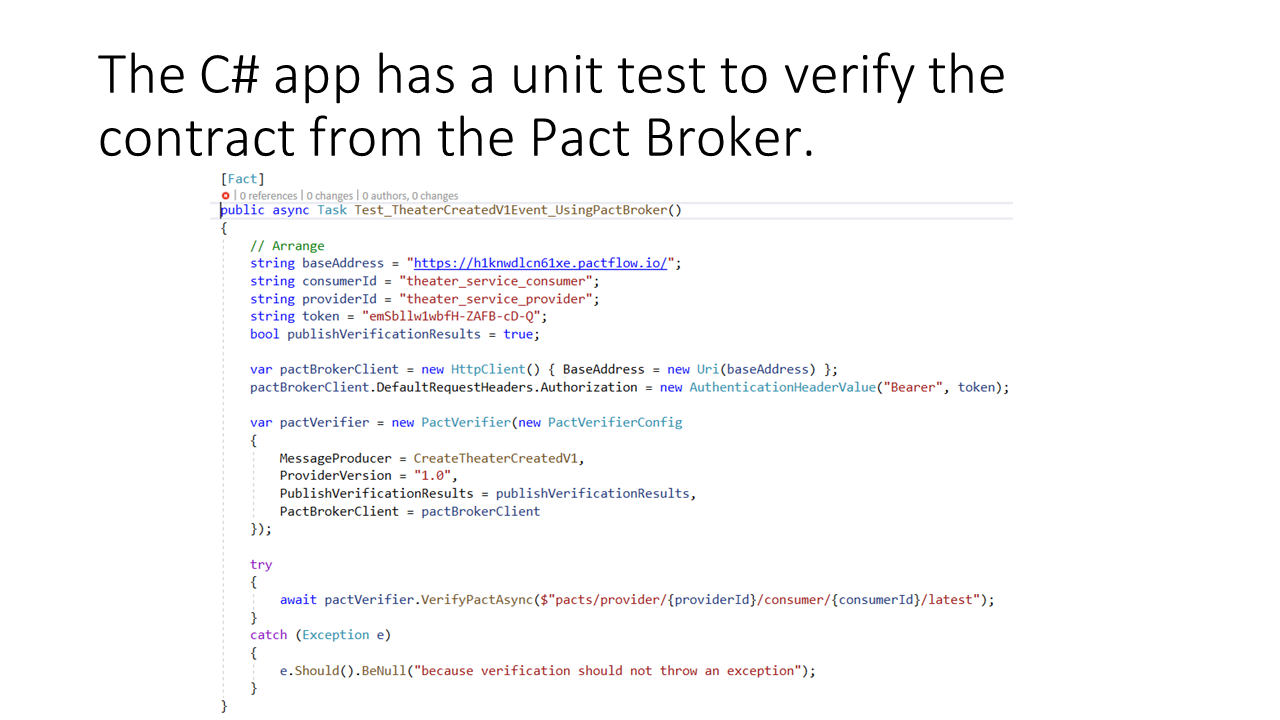 The C# app has a unit test to verify the
contract from the Pact Broker.
[Fact]
| 0 references | 0 changes | 0 authors, 0 changes
public async Task Test_TheaterCreatedV1Event_UsingPactBroker()
{
// Arrange
string baseAddress = "https://h1knwdlcn61xe.pactflow.io/";
string consumerId = "theater_service_consumer";
string providerId = "theater_service_provider";
string token = "emSbllw1wbfH-ZAFB-cD-Q";
bool publishVerificationResults = true;
var pactBrokerClient = new HttpClient() { BaseAddress = new Uri(baseAddress) };
pactBrokerClient.DefaultRequestHeaders.Authorization = new AuthenticationHeaderValue("Bearer", token);
var pactVerifier = new PactVerifier(new PactVerifierConfig
{
MessageProducer = CreateTheaterCreatedV1,
ProviderVersion = "1.0",
PublishVerificationResults = publishVerificationResults,
PactBrokerClient = pactBrokerClient
});
try
{
await pactVerifier.VerifyPactAsync($"pacts/provider/{providerId}/consumer/{consumerId}/latest");
}
catch (Exception e)
{
e.Should().BeNull("because verification should not throw an exception");
}
}